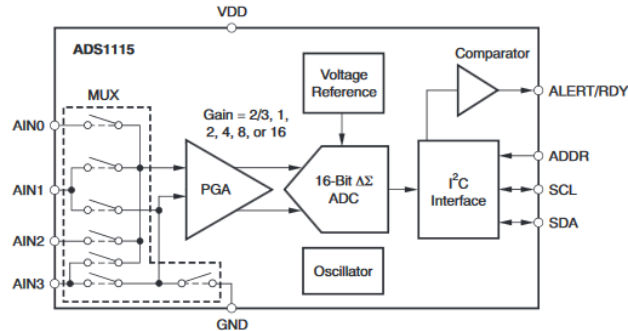 VDD
ADS1115
Comparator
MUX
Voltage
Reference
Gain = 2/3, 1,
2, 4, 8, or 16
ALERT/RDY
AIN0
ADDR
AIN1
PGA
16-Bit ΔΣ
ADC
I²C
Interface
SCL
AIN2
SDA
AIN3
Oscillator
GND